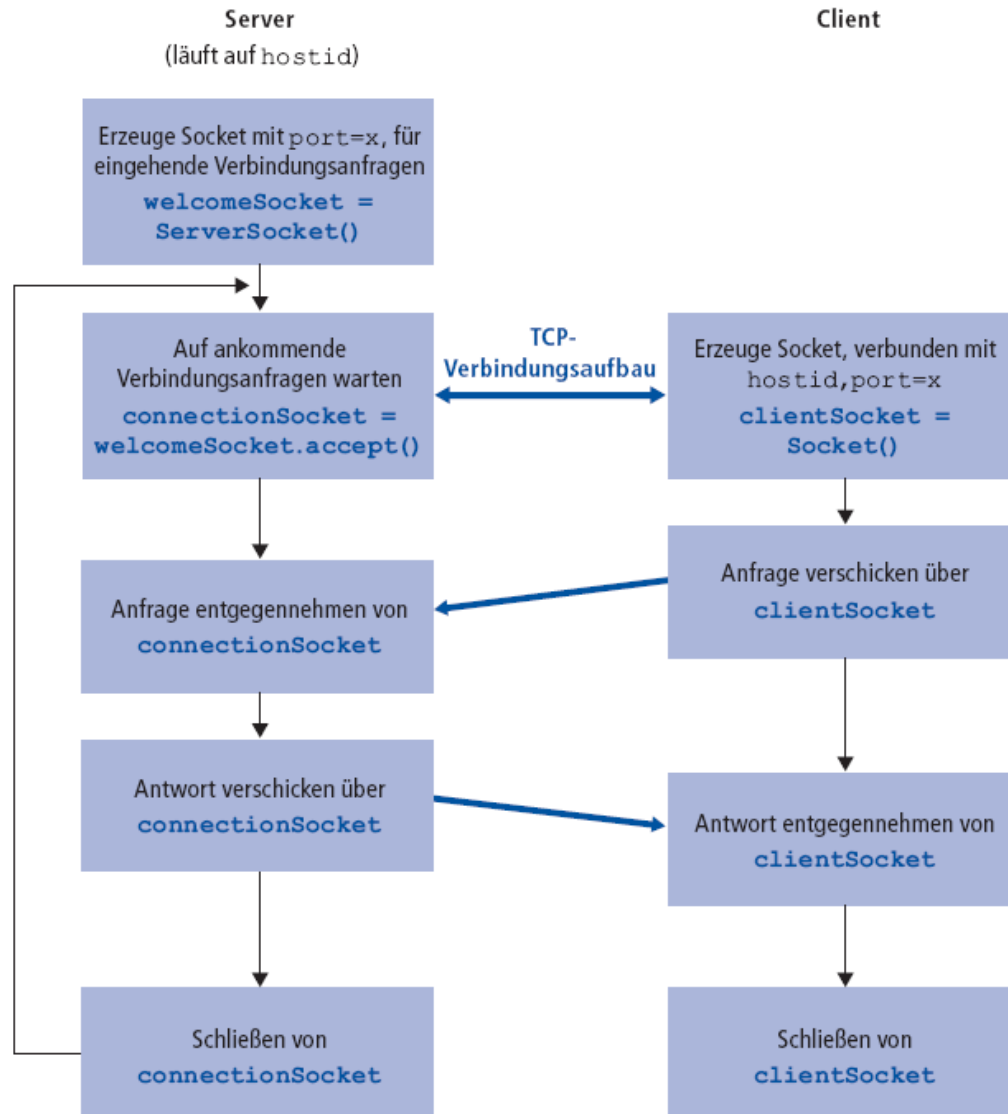 Server
(läuft auf hostid)
Client
Erzeuge Socket mit port=x, für
eingehende Verbindungsanfragen
welcomeSocket =
ServerSocket()
Auf ankommende
Verbindungsanfragen warten
connectionSocket =
welcomeSocket.accept()
TCP-
Verbindungsaufbau
Erzeuge Socket, verbunden mit
hostid,port=x
clientSocket =
Socket()
Anfrage verschicken über
clientSocket
Anfrage entgegennehmen von
connectionSocket
Antwort verschicken über
connectionSocket
Antwort entgegennehmen von
clientSocket
Schließen von
connectionSocket
Schließen von
clientSocket